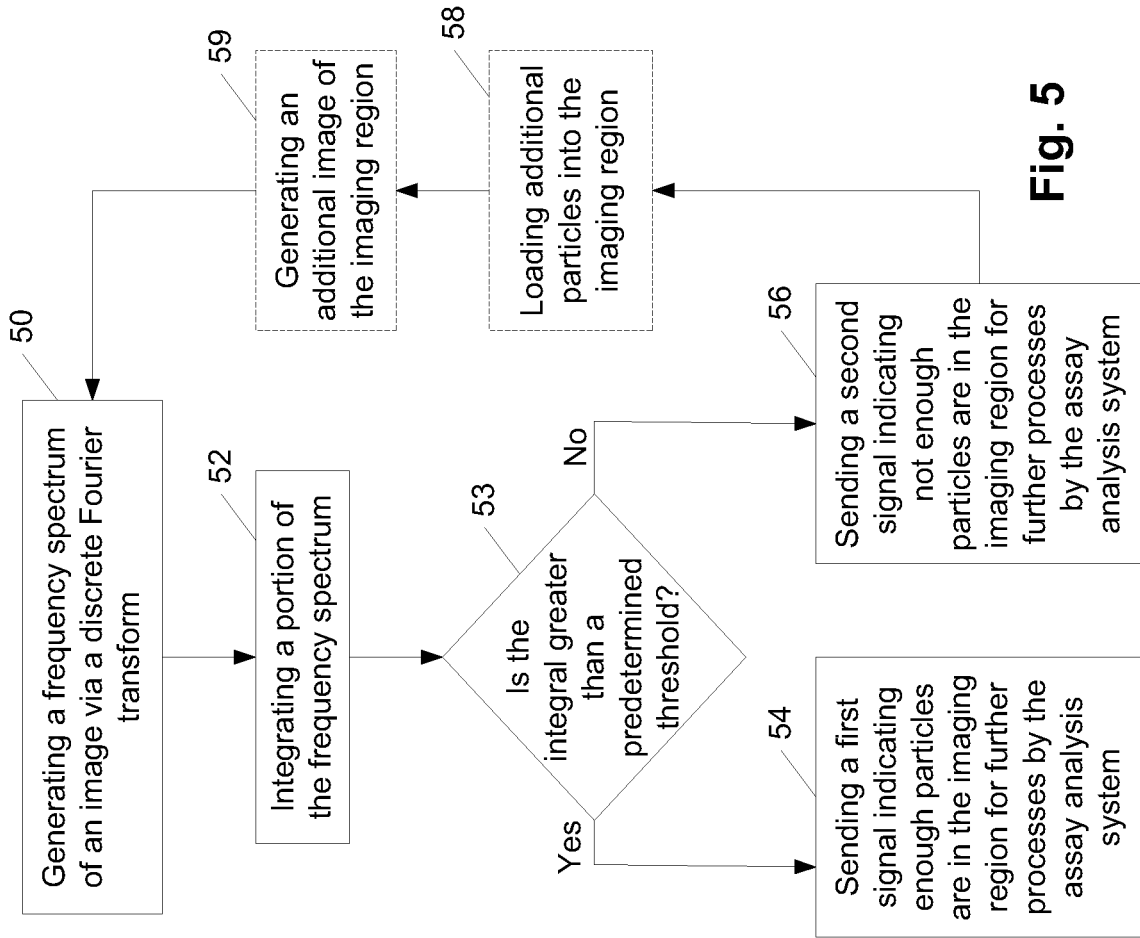 50
Generating a frequency spectrum
of an image via a discrete Fourier
transform
52
Integrating a portion of
the frequency spectrum
53
Is the
integral greater
than a
predetermined
threshold?
Yes
No
54
Sending a first
signal indicating
enough particles
are in the imaging
region for further
processes by the
assay analysis
system
56
Sending a second
signal indicating
not enough
particles are in the
imaging region for
further processes
by the assay
analysis system
58
Loading additional
particles into the
imaging region
59
Generating an
additional image of
the imaging region
Fig. 5